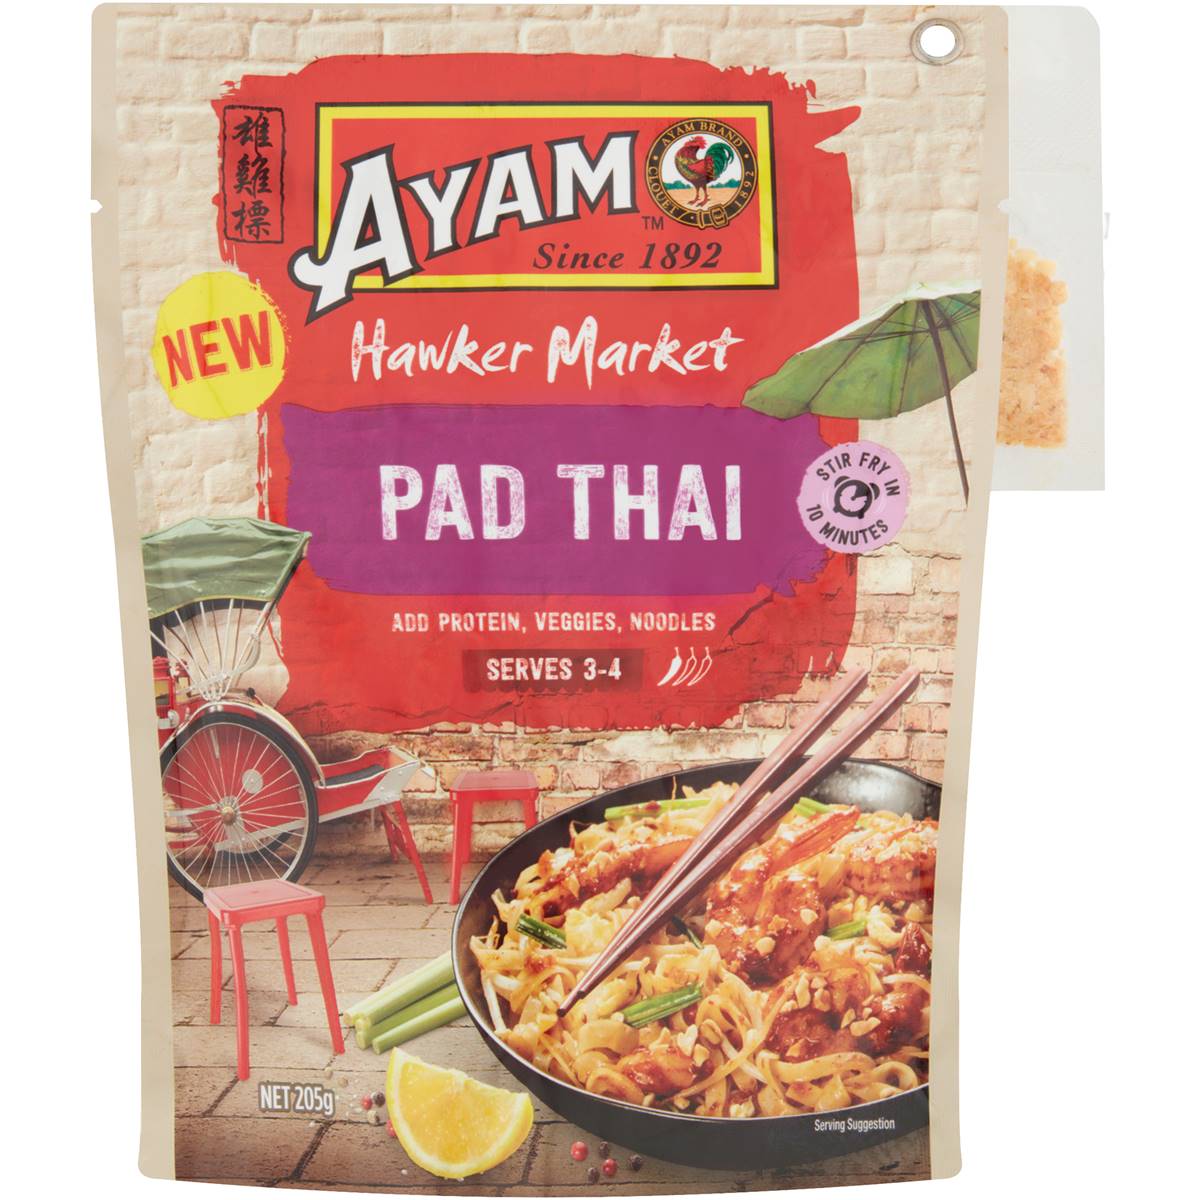 雄雞標
AYAM
TM
AYAM BRAND
CLOUET
1892
Since 1892
NEW
Hawker Market
PAD THAI
STIR FRY IN
10 MINUTES
ADD PROTEIN, VEGGIES, NOODLES
SERVES 3-4
NET 205g
Serving Suggestion